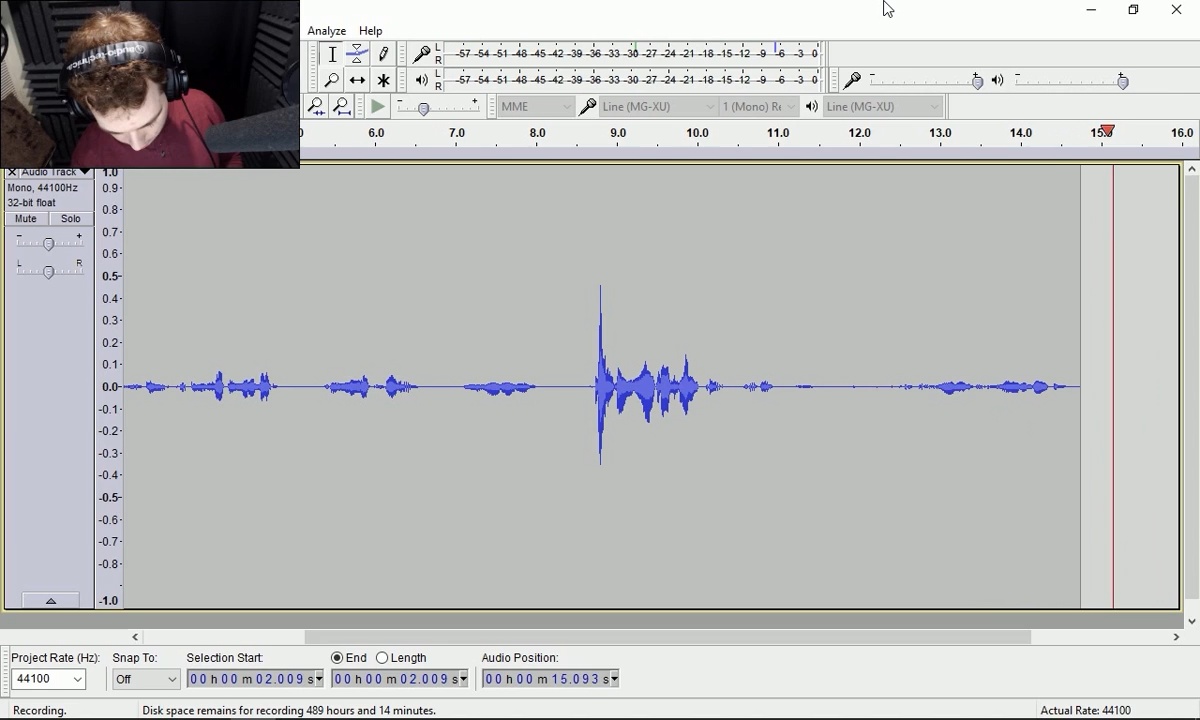 Analyze Help
L
R
-57 -54 -51 -48 -45 -42 -39 -36 -33 -30 -27 -24 -21 -18 -15 -12 -9 -6 -3 0
L
R
-57 -54 -51 -48 -45 -42 -39 -36 -33 -30 -27 -24 -21 -18 -15 -12 -9 -6 -3 0
- +
- +
- +
MME
Line (MG-XU)
1 (Mono) Re
Line (MG-XU)
6.0 7.0 8.0 9.0 10.0 11.0 12.0 13.0 14.0 15.0 16.0
audio-technica
Audio Track
Mono, 44100Hz
32-bit float
Mute Solo
- +
L R
1.0
0.9
0.8
0.7
0.6
0.5
0.4
0.3
0.2
0.1
0.0
-0.1
-0.2
-0.3
-0.4
-0.5
-0.6
-0.7
-0.8
-1.0
Project Rate (Hz): Snap To: Selection Start: End Length Audio Position:
44100 Off 00 h 00 m 02.009 s 00 h 00 m 02.009 s 00 h 00 m 15.093 s
Recording. Disk space remains for recording 489 hours and 14 minutes. Actual Rate: 44100